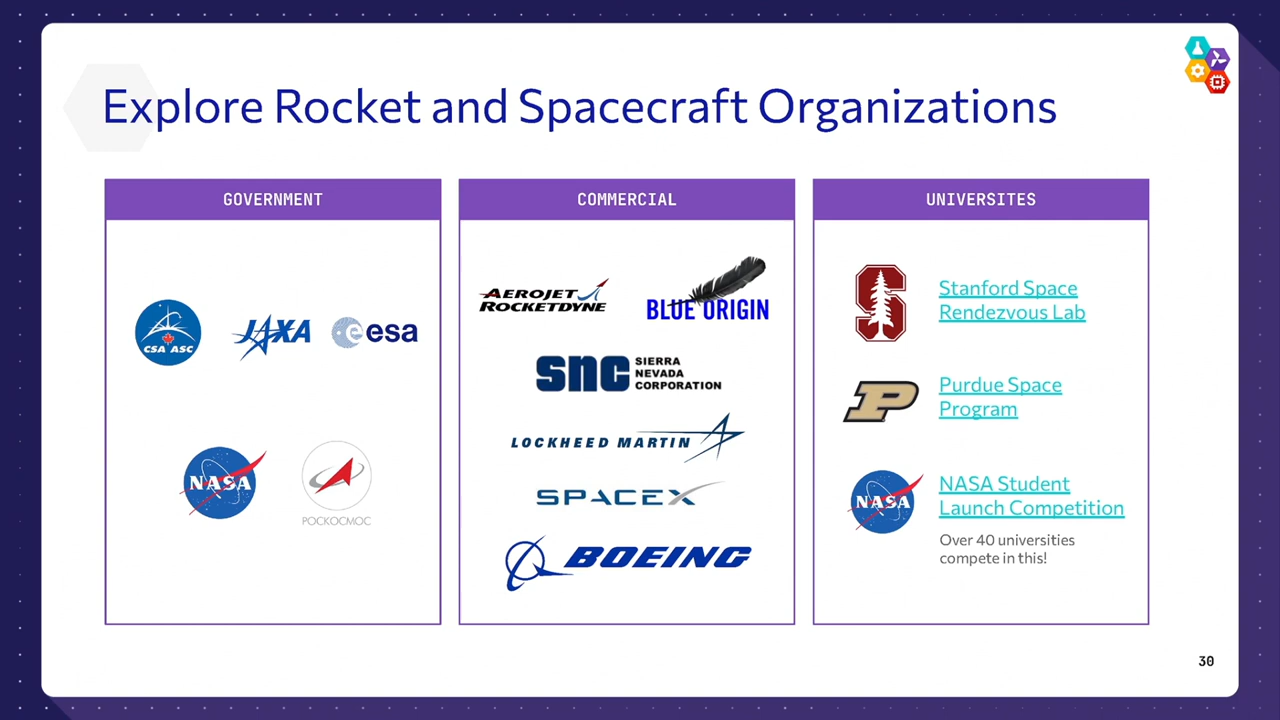 Explore Rocket and Spacecraft Organizations
GOVERNMENT
CSA ASC
JAXA
esa
NASA
РОСКОСМОС
COMMERCIAL
AEROJET
ROCKETDYNE
BLUE ORIGIN
snc SIERRA
NEVADA
CORPORATION
LOCKHEED MARTIN
SPACEX
BOEING
UNIVERSITES
S
Stanford Space
Rendezvous Lab
P
Purdue Space
Program
NASA
NASA Student
Launch Competition
Over 40 universities
compete in this!
30